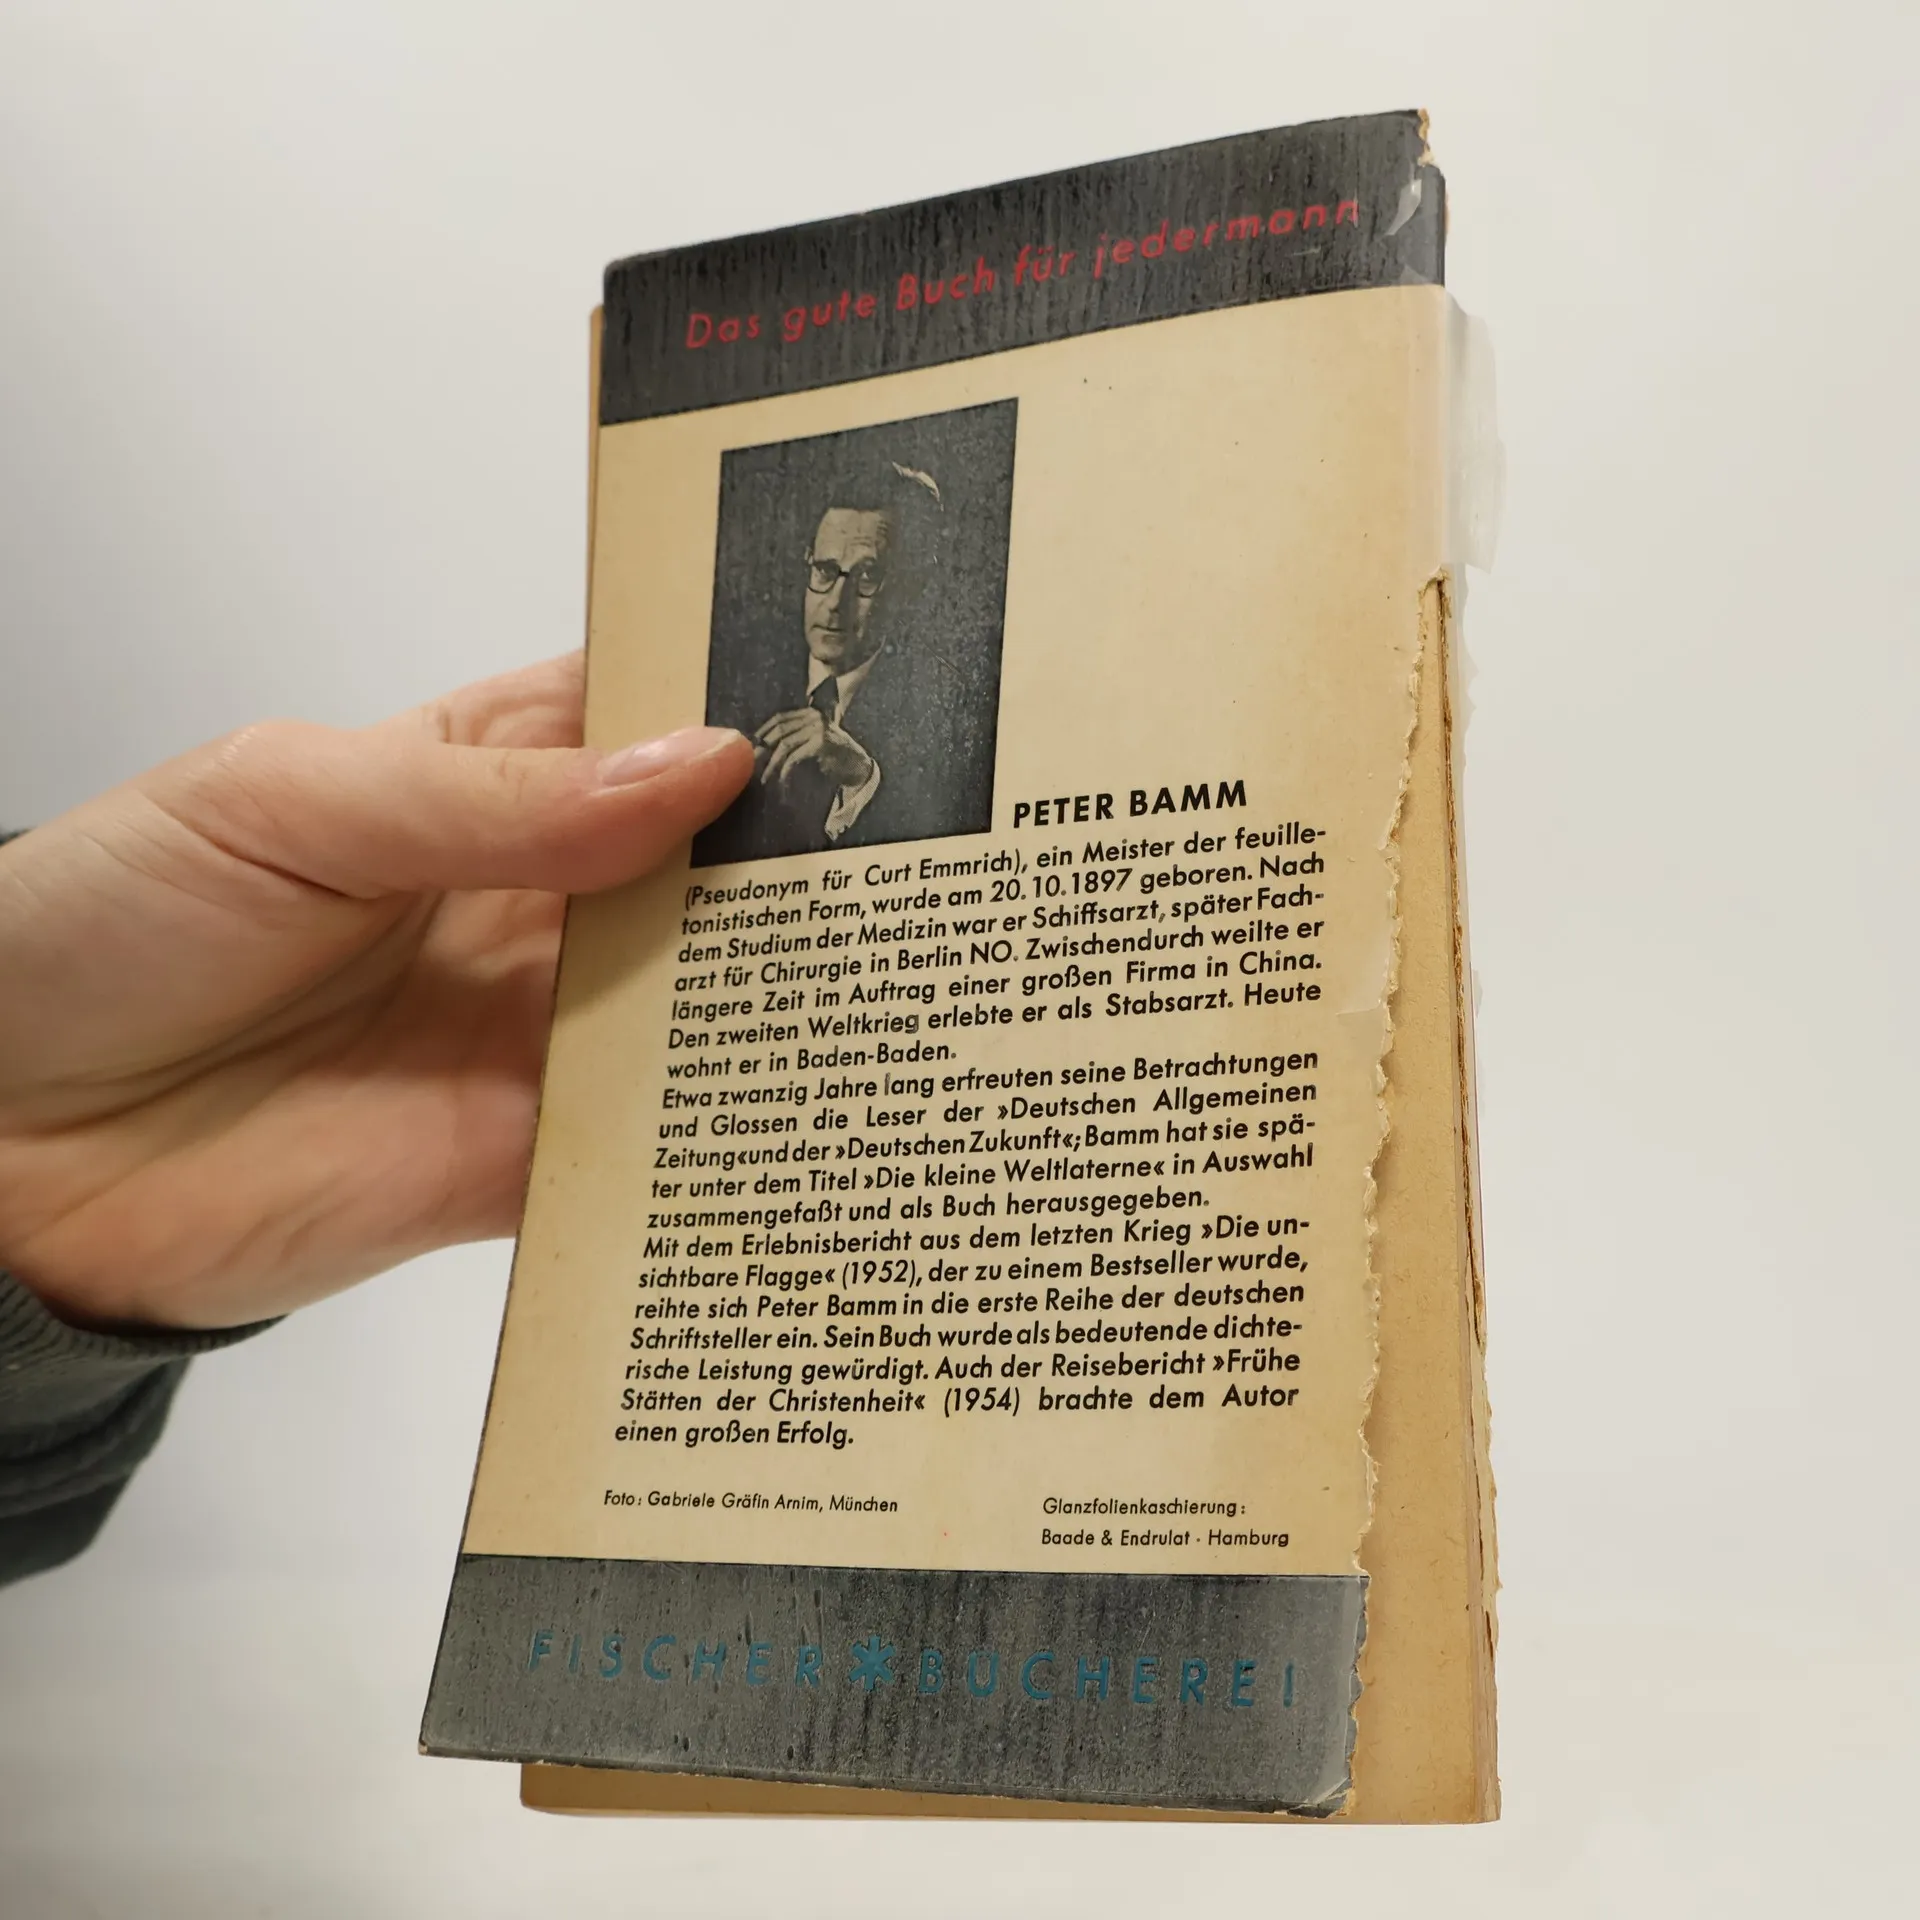 Das gute Buch für jedermann
PETER BAMM
(Pseudonym für Curt Emmrich), ein Meister der feuille-
tonistischen Form, wurde am 20.10.1897 geboren. Nach
dem Studium der Medizin war er Schiffsarzt, später Fach-
arzt für Chirurgie in Berlin NO. Zwischendurch weilte er
längere Zeit im Auftrag einer großen Firma in China.
Den zweiten Weltkrieg erlebte er als Stabsarzt. Heute
wohnt er in Baden-Baden.
Etwa zwanzig Jahre lang erfreuten seine Betrachtungen
und Glossen die Leser der »Deutschen Allgemeinen
Zeitung« und der »Deutschen Zukunft«; Bamm hat sie spä-
ter unter dem Titel »Die kleine Weltlaterne« in Auswahl
zusammengefaßt und als Buch herausgegeben.
Mit dem Erlebnisbericht aus dem letzten Krieg »Die un-
sichtbare Flagge« (1952), der zu einem Bestseller wurde,
reihte sich Peter Bamm in die erste Reihe der deutschen
Schriftsteller ein. Sein Buch wurde als bedeutende dichte-
rische Leistung gewürdigt. Auch der Reisebericht »Frühe
Stätten der Christenheit« (1954) brachte dem Autor
einen großen Erfolg.
Foto: Gabriele Gräfin Arnim, München
Glanzfolienkaschierung:
Baade & Endrulat · Hamburg
FISCHER * BÜCHEREI